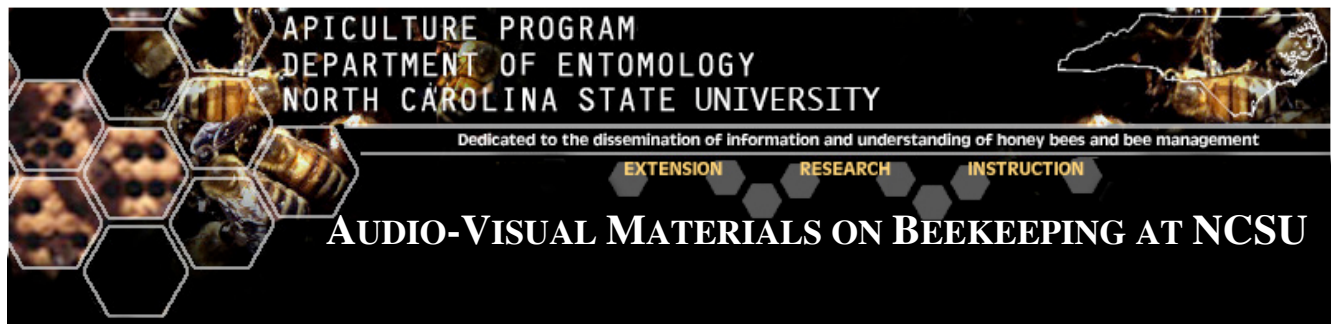 APICULTURE PROGRAM
DEPARTMENT OF ENTOMOLOGY
NORTH CAROLINA STATE UNIVERSITY
Dedicated to the dissemination of information and understanding of honey bees and bee management
EXTENSION RESEARCH INSTRUCTION
AUDIO-VISUAL MATERIALS ON BEEKEEPING AT NCSU